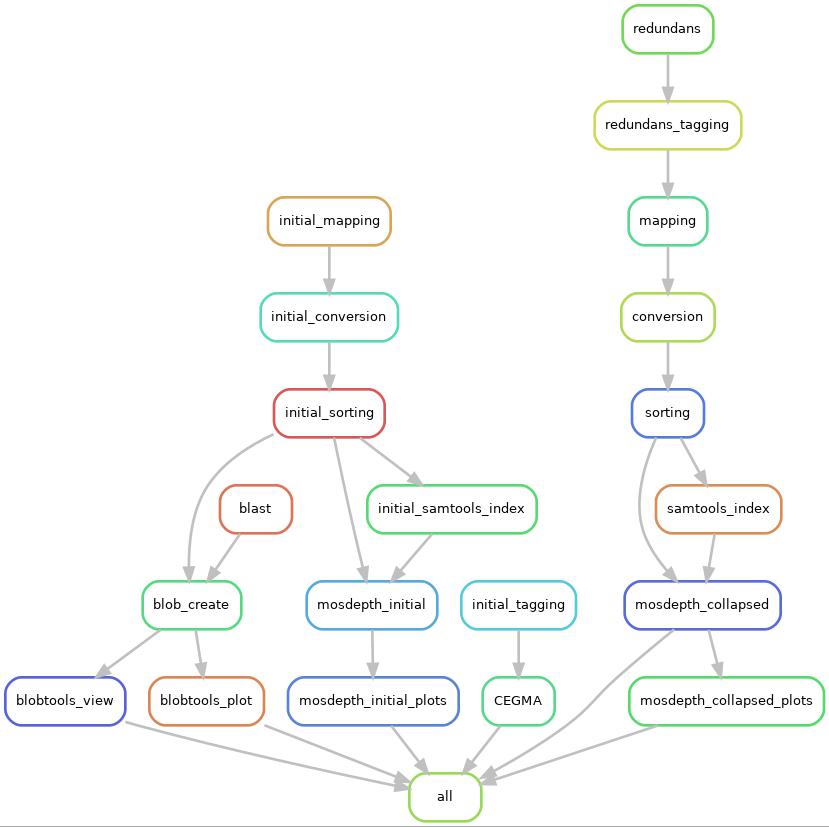 redundans
redundans_tagging
initial_mapping
mapping
initial_conversion
conversion
initial_sorting
sorting
blast
initial_samtools_index
samtools_index
blob_create
mosdepth_initial
initial_tagging
mosdepth_collapsed
blobtools_view
blobtools_plot
mosdepth_initial_plots
CEGMA
mosdepth_collapsed_plots
all